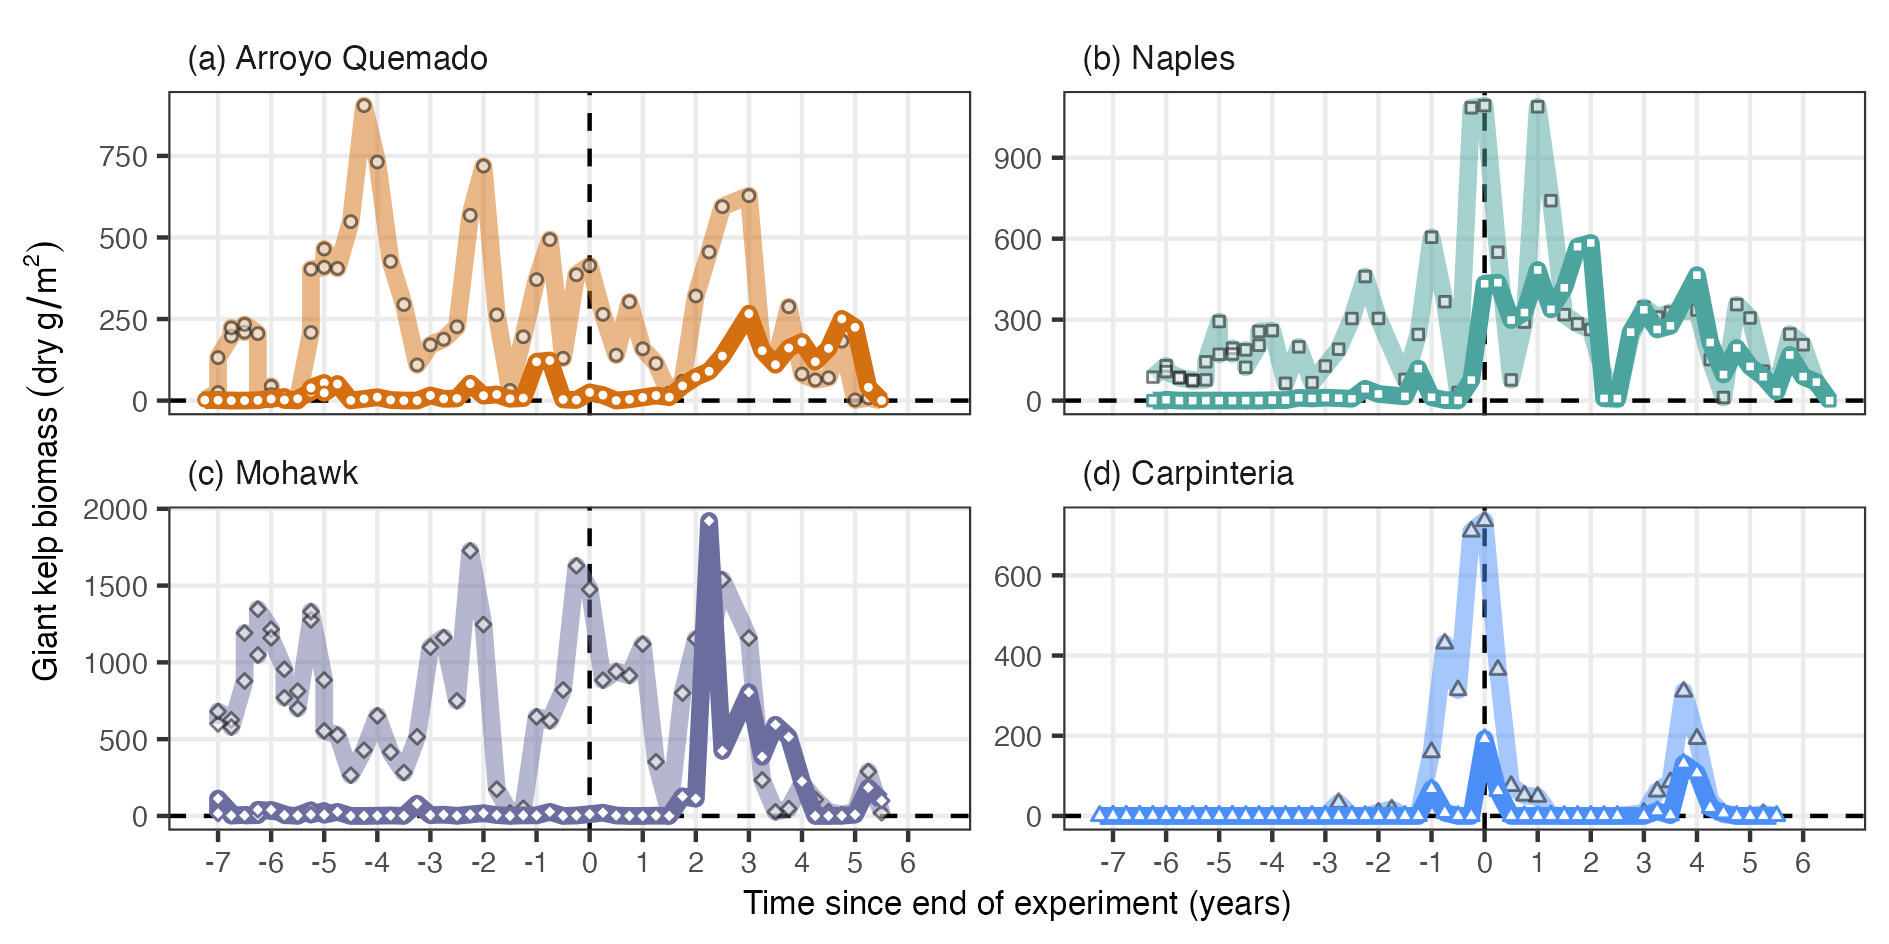 (a) Arroyo Quemado
(b) Naples
750
500
250
0
900
600
300
0
Giant kelp biomass (dry g/m²)
(c) Mohawk
(d) Carpinteria
2000
1500
1000
500
0
600
400
200
0
-7 -6 -5 -4 -3 -2 -1 0 1 2 3 4 5 6
-7 -6 -5 -4 -3 -2 -1 0 1 2 3 4 5 6
Time since end of experiment (years)